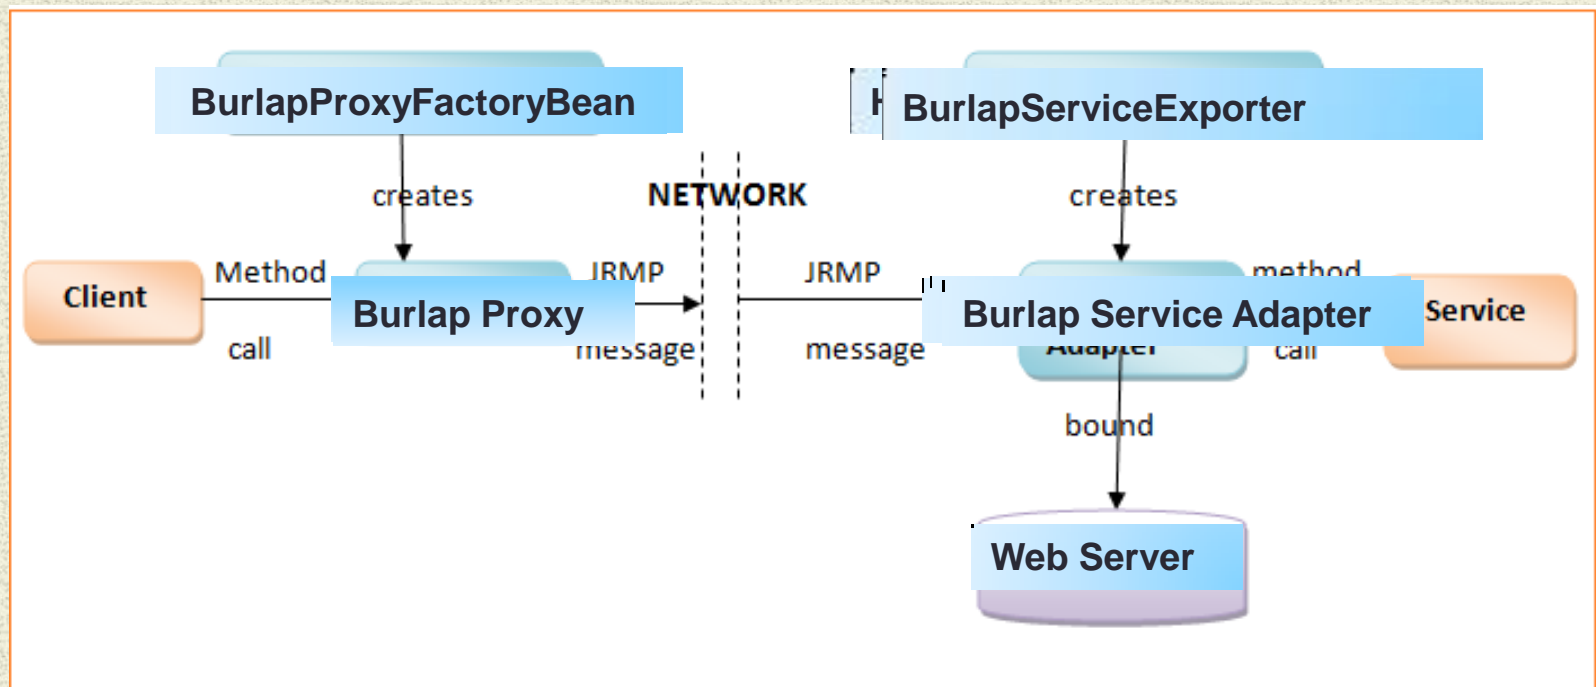 BurlapProxyFactoryBean
BurlapServiceExporter
creates
NETWORK
creates
Client
Method
call
Burlap Proxy
JRMP
message
JRMP
message
Burlap Service Adapter
Adapter
method
call
Service
bound
Web Server